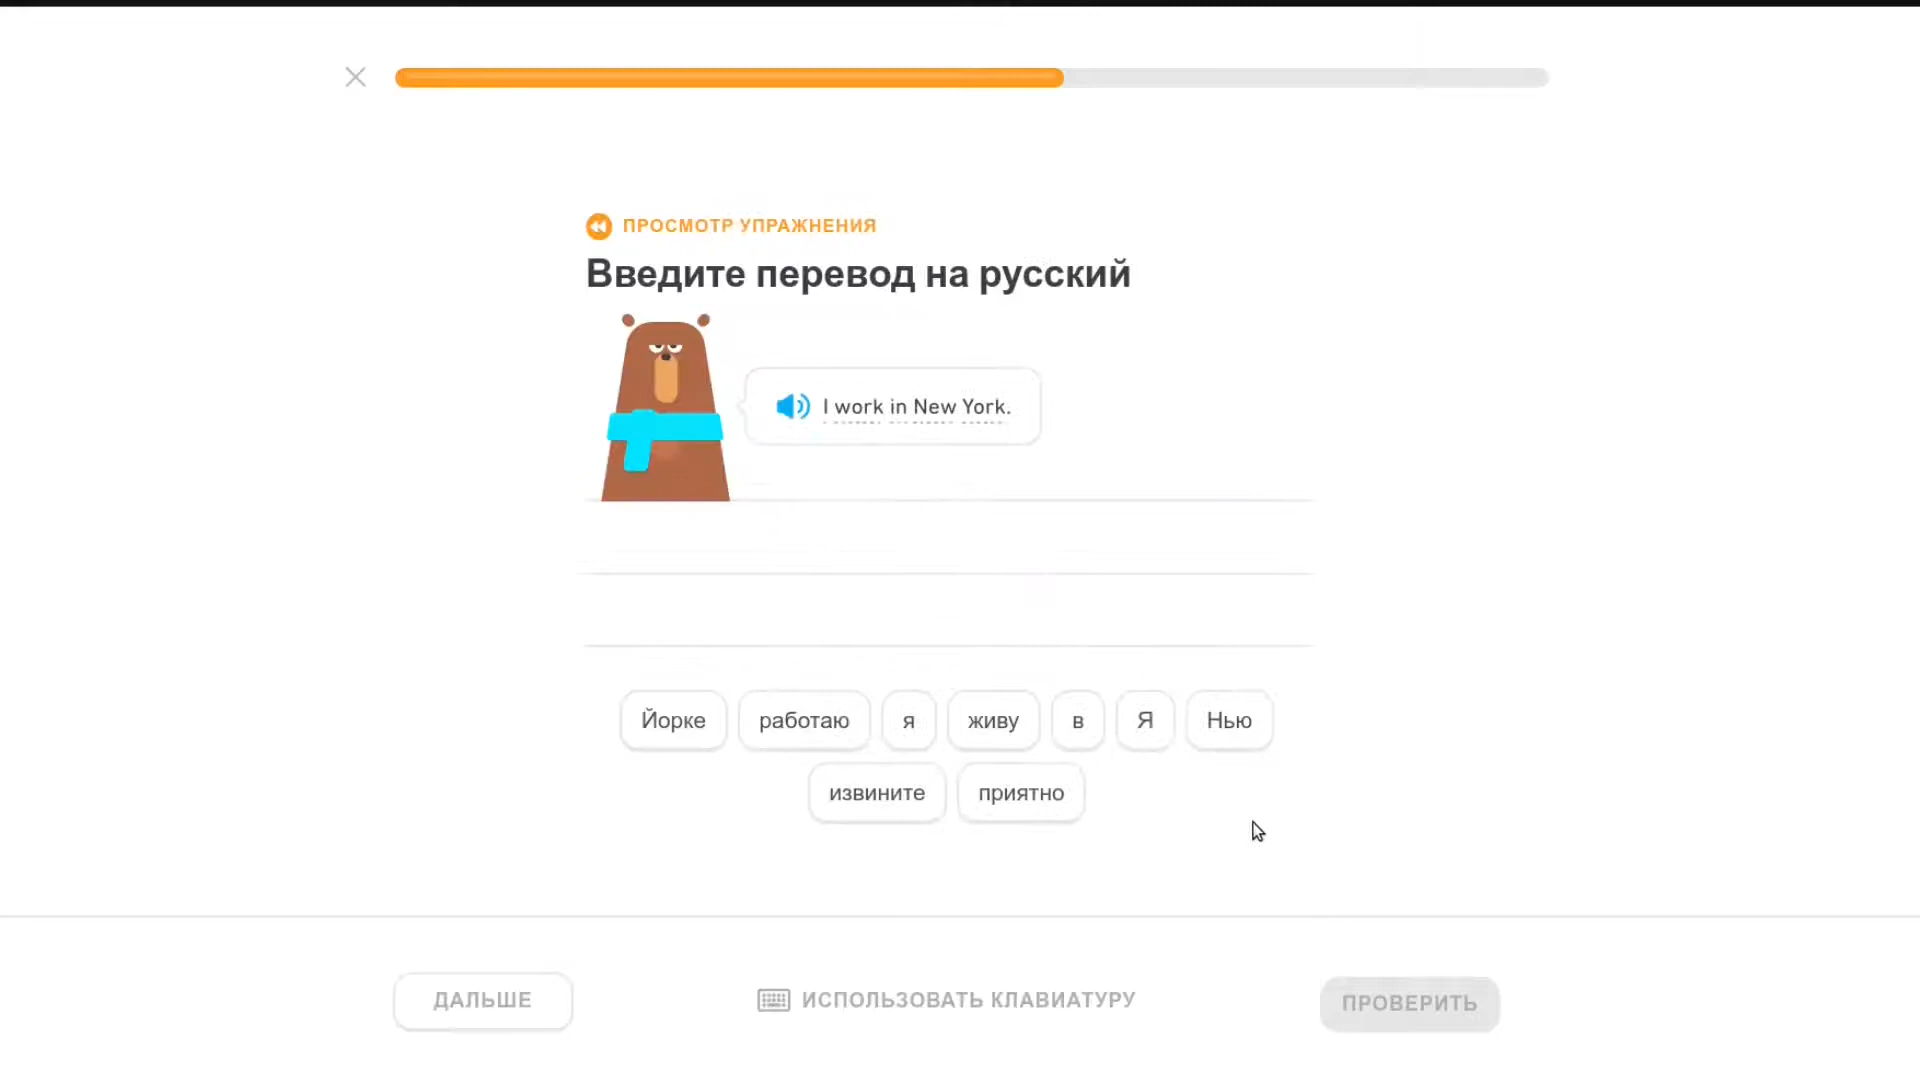 ПРОСМОТР УПРАЖНЕНИЯ
Введите перевод на русский
I work in New York.
Йорке работаю я живу в Я Нью
извините приятно
ДАЛЬШЕ ИСПОЛЬЗОВАТЬ КЛАВИАТУРУ ПРОВЕРИТЬ